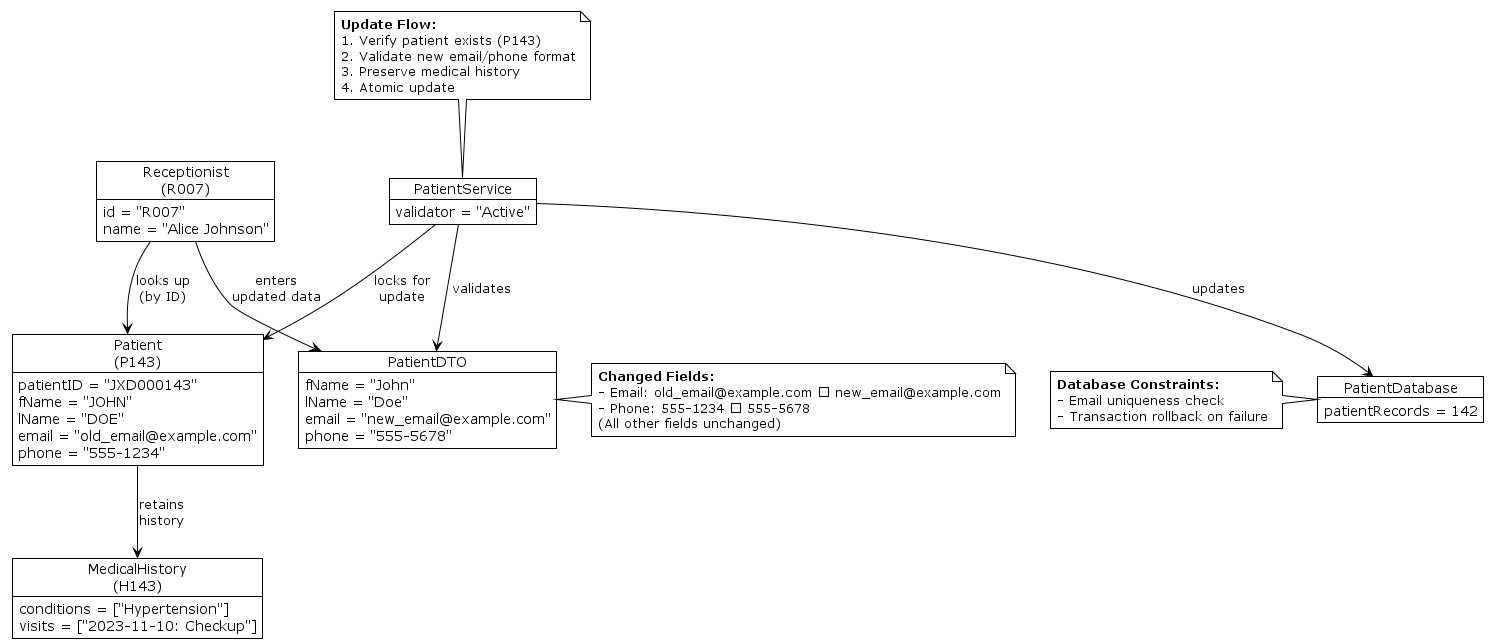 Update Flow:
1. Verify patient exists (P143)
2. Validate new email/phone format
3. Preserve medical history
4. Atomic update
Receptionist
(R007)
id = "R007"
name = "Alice Johnson"
PatientService
validator = "Active"
looks up
(by ID)
enters
updated data
locks for
update
validates
updates
Patient
(P143)
patientID = "JXD000143"
fName = "JOHN"
lName = "DOE"
email = "old_email@example.com"
phone = "555-1234"
PatientDTO
fName = "John"
lName = "Doe"
email = "new_email@example.com"
phone = "555-5678"
Changed Fields:
- Email: old_email@example.com □ new_email@example.com
- Phone: 555-1234 □ 555-5678
(All other fields unchanged)
Database Constraints:
- Email uniqueness check
- Transaction rollback on failure
PatientDatabase
patientRecords = 142
retains
history
MedicalHistory
(H143)
conditions = ["Hypertension"]
visits = ["2023-11-10: Checkup"]